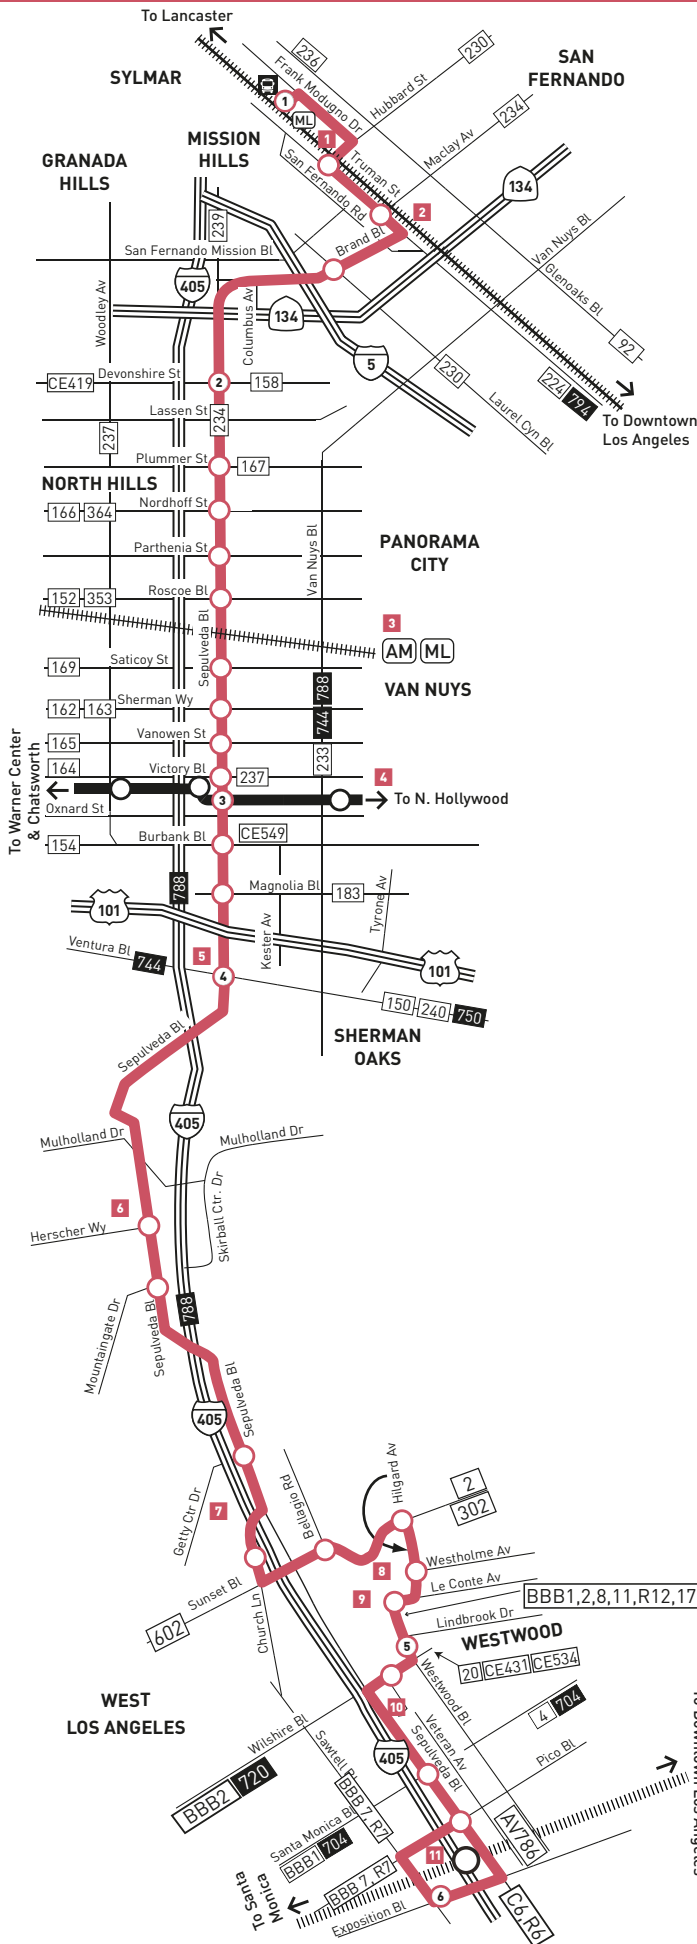 To Lancaster
SYLMAR
236
230
SAN
FERNANDO
Frank Modugno Dr
Hubbard St
1
ML
1
234
MISSION
HILLS
GRANADA
HILLS
Truman St
Maclay Av
San Fernando Rd
134
2
239
Brand Bl
San Fernando Mission Bl
Van Nuys Bl
405
Woodley Av
Columbus Av
134
Glenoaks Bl
5
92
230
CE419
Devonshire St
2
158
224
794
To Downtown
Los Angeles
Lassen St
234
Laurel Cyn Bl
237
Plummer St
167
NORTH HILLS
166
364
Nordhoff St
Van Nuys Bl
PANORAMA
CITY
Parthenia St
152
353
Roscoe Bl
3
Sepulveda Bl
AM
ML
169
Saticoy St
VAN NUYS
162
163
Sherman Wy
744
788
165
Vanowen St
233
164
Victory Bl
237
4
To Warner Center
& Chatsworth
3
To N. Hollywood
Oxnard St
154
Burbank Bl
CE549
788
Magnolia Bl
183
101
Kester Av
Tyrone Av
Ventura Bl
744
5
4
101
150
240
750
Sepulveda Bl
SHERMAN
OAKS
405
Mulholland Dr
Mulholland Dr
Skirball Ctr. Dr
6
Herscher Wy
788
Mountaingate Dr
Sepulveda Bl
Sepulveda Bl
405
Hilgard Av
Getty Ctr Dr
7
Bellagio Rd
2
302
8
Westholme Av
Sunset Bl
9
Le Conte Av
BBB1,2,8,11,R12,17
602
Church Ln
Lindbrook Dr
5
WESTWOOD
20
CE431
CE534
WEST
LOS ANGELES
10
Westwood Bl
4
704
Wilshire Bl
Veteran Av
Sepulveda Bl
405
BBB2
720
BBB 7, R7
Pico Bl
Santa Monica Bl
BBB1
704
AV786
11
BBB 7, R7
6
C6,R6
To Santa
Monica
Exposition Bl